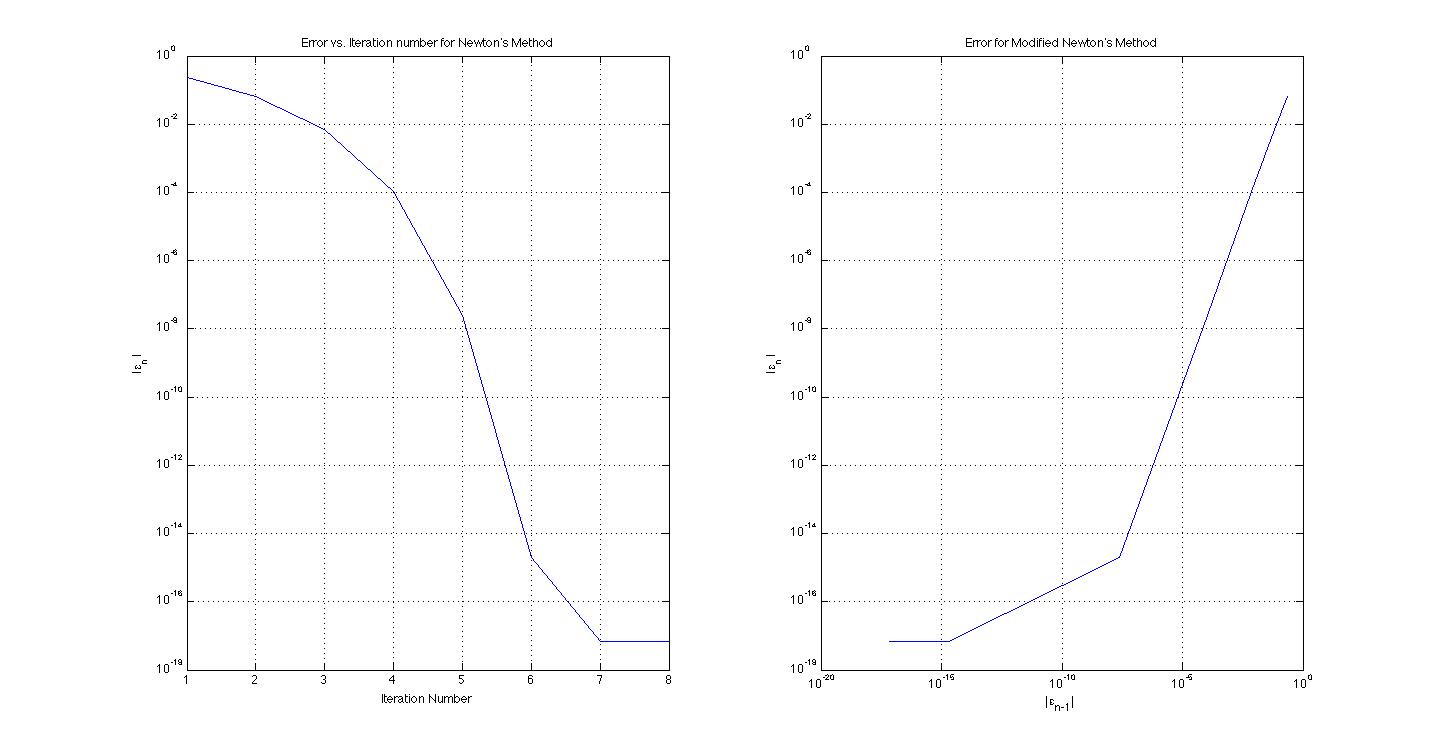 Error vs. Iteration number for Newton's Method
10^0
10^-2
10^-4
10^-6
10^-8
10^-10
10^-12
10^-14
10^-16
10^-18
|ε_n|
1 2 3 4 5 6 7 8
Iteration Number
Error for Modified Newton's Method
10^0
10^-2
10^-4
10^-6
10^-8
10^-10
10^-12
10^-14
10^-16
10^-18
|ε_n|
10^-20 10^-15 10^-10 10^-5 10^0
|ε_n-1|